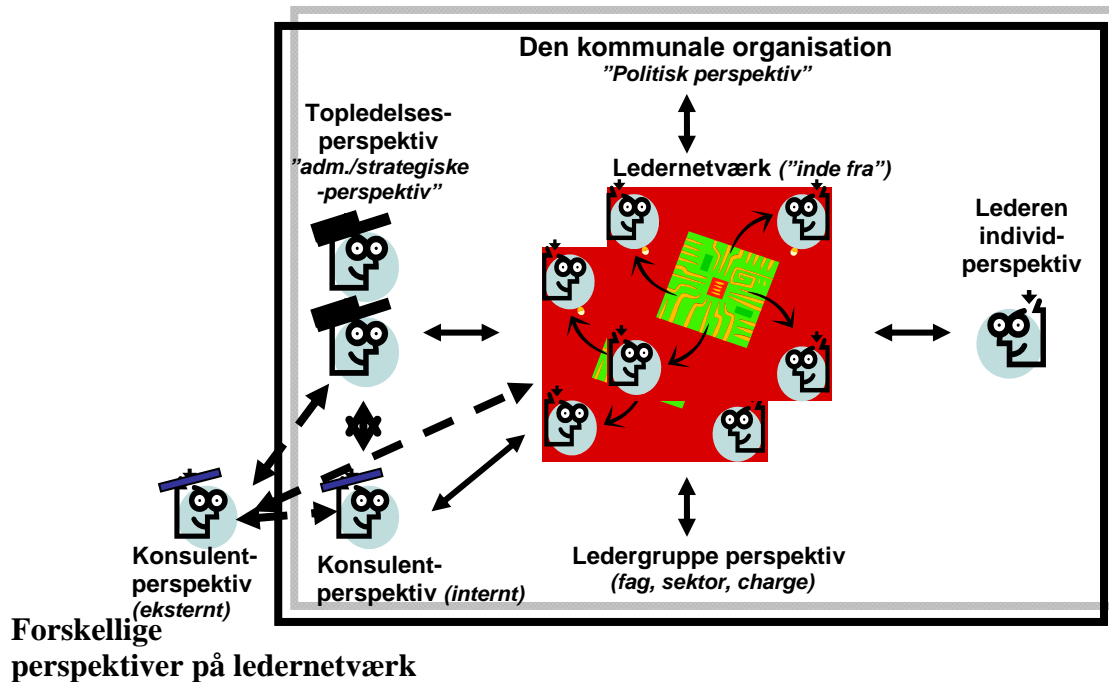 Den kommunale organisation
”Politisk perspektiv”
Topledelses-
perspektiv
”adm./strategiske
-perspektiv”
Ledernetværk (”inde fra”)
Lederen
individ-
perspektiv
Konsulent-
perspektiv
(eksternt)
Konsulent-
perspektiv (internt)
Ledergruppe perspektiv
(fag, sektor, charge)
Forskellige
perspektiver på ledernetværk